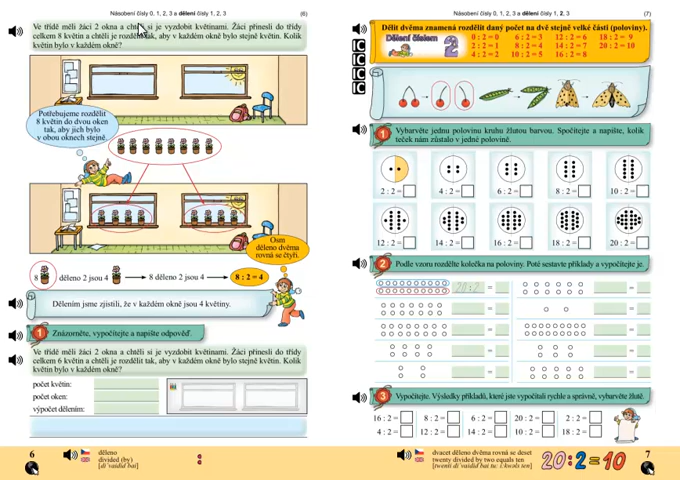 Násobení čísly 0, 1, 2, 3 a dělení čísly 1, 2, 3
(6)
Ve třídě měli žáci 2 okna a chtěli si je vyzdobit květinami. Žáci přinesli do třídy
celkem 8 květin a chtěli je rozdělit tak, aby v každém okně bylo stejně květin. Kolik
květin bylo v každém okně?
Potřebujeme rozdělit
8 květin do dvou oken
tak, aby jich bylo
v obou oknech stejně.
Osm
děleno dvěma
rovná se čtyři.
8 děleno 2 jsou 4 8 děleno 2 jsou 4 8 : 2 = 4
Dělením jsme zjistili, že v každém okně jsou 4 květiny.
1 Znázorněte, vypočítejte a napište odpověď.
Ve třídě měli žáci 2 okna a chtěli si je vyzdobit květinami. Žáci přinesli do třídy
celkem 6 květin a chtěli je rozdělit tak, aby v každém okně bylo stejně květin. Kolik
květin bylo v každém okně?
počet květin:
počet oken:
výpočet dělením:
6
děleno
divided (by)
[di vaidid bai]
:
Násobení čísly 0, 1, 2, 3 a dělení čísly 1, 2, 3
(7)
Dělit dvěma znamená rozdělit daný počet na dvě stejně velké části (poloviny).
Dělení číslem 2
0 : 2 = 0 6 : 2 = 3 12 : 2 = 6 18 : 2 = 9
2 : 2 = 1 8 : 2 = 4 14 : 2 = 7 20 : 2 = 10
4 : 2 = 2 10 : 2 = 5 16 : 2 = 8
1 Vybarvěte jednu polovinu kruhu žlutou barvou. Spočítejte a napište, kolik
teček nám zůstalo v jedné polovině.
2 : 2 = 4 : 2 = 6 : 2 = 8 : 2 = 10 : 2 =
12 : 2 = 14 : 2 = 16 : 2 = 18 : 2 = 20 : 2 =
2 Podle vzoru rozdělte kolečka na poloviny. Poté sestavte příklady a vypočítejte je.
20 : 2 = =
= =
= =
= =
= =
3 Vypočítejte. Výsledky příkladů, které jste vypočítali rychle a správně, vybarvěte žlutě.
16 : 2 = 8 : 2 = 6 : 2 = 20 : 2 = 2 : 2 =
4 : 2 = 12 : 2 = 14 : 2 = 10 : 2 = 18 : 2 =
dvacet děleno dvěma rovná se deset
twenty divided by two equals ten
20:2=10
7